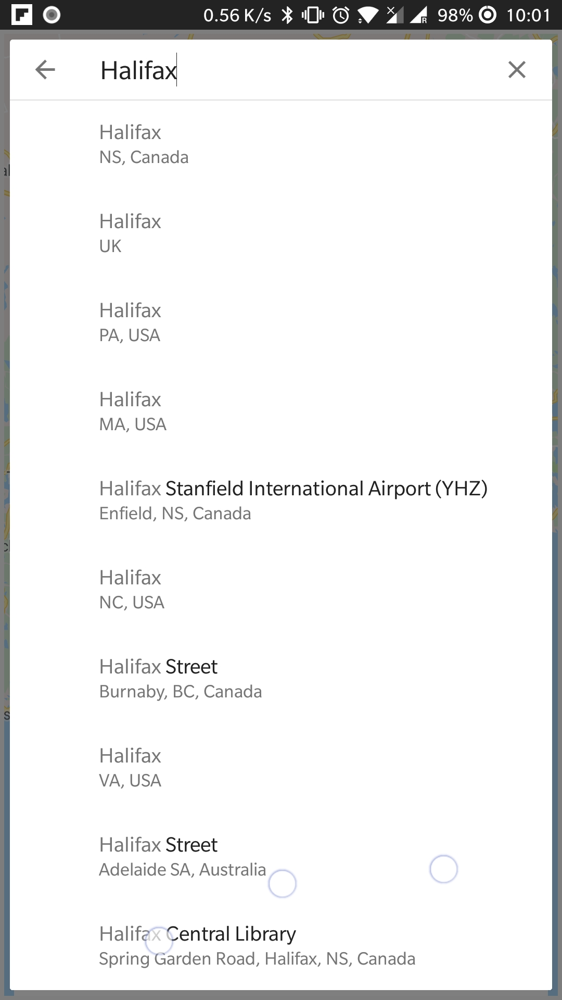 0.56 K/s 98% 10:01
Halifax
Halifax
NS, Canada
Halifax
UK
Halifax
PA, USA
Halifax
MA, USA
Halifax Stanfield International Airport (YHZ)
Enfield, NS, Canada
Halifax
NC, USA
Halifax Street
Burnaby, BC, Canada
Halifax
VA, USA
Halifax Street
Adelaide SA, Australia
Halifax Central Library
Spring Garden Road, Halifax, NS, Canada